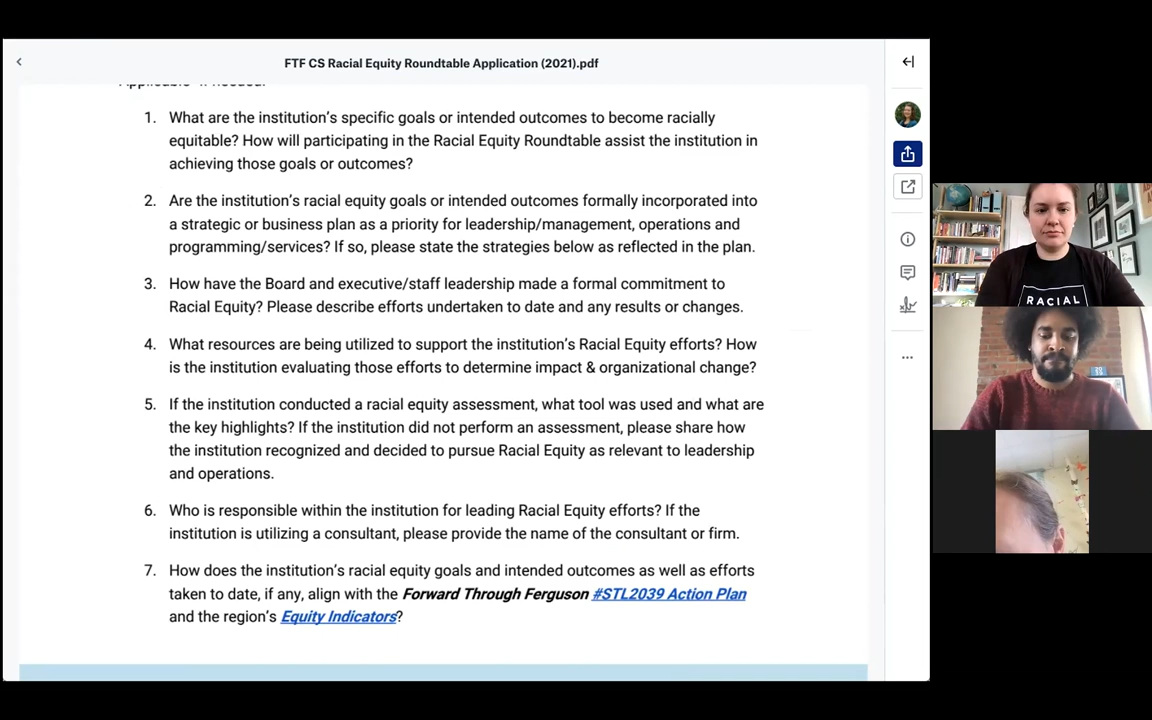 FTF CS Racial Equity Roundtable Application (2021).pdf
1. What are the institution's specific goals or intended outcomes to become racially
equitable? How will participating in the Racial Equity Roundtable assist the institution in
achieving those goals or outcomes?
2. Are the institution's racial equity goals or intended outcomes formally incorporated into
a strategic or business plan as a priority for leadership/management, operations and
programming/services? If so, please state the strategies below as reflected in the plan.
3. How have the Board and executive/staff leadership made a formal commitment to
Racial Equity? Please describe efforts undertaken to date and any results or changes.
4. What resources are being utilized to support the institution's Racial Equity efforts? How
is the institution evaluating those efforts to determine impact & organizational change?
5. If the institution conducted a racial equity assessment, what tool was used and what are
the key highlights? If the institution did not perform an assessment, please share how
the institution recognized and decided to pursue Racial Equity as relevant to leadership
and operations.
6. Who is responsible within the institution for leading Racial Equity efforts? If the
institution is utilizing a consultant, please provide the name of the consultant or firm.
7. How does the institution's racial equity goals and intended outcomes as well as efforts
taken to date, if any, align with the Forward Through Ferguson #STL2039 Action Plan
and the region's Equity Indicators?
RACIAL